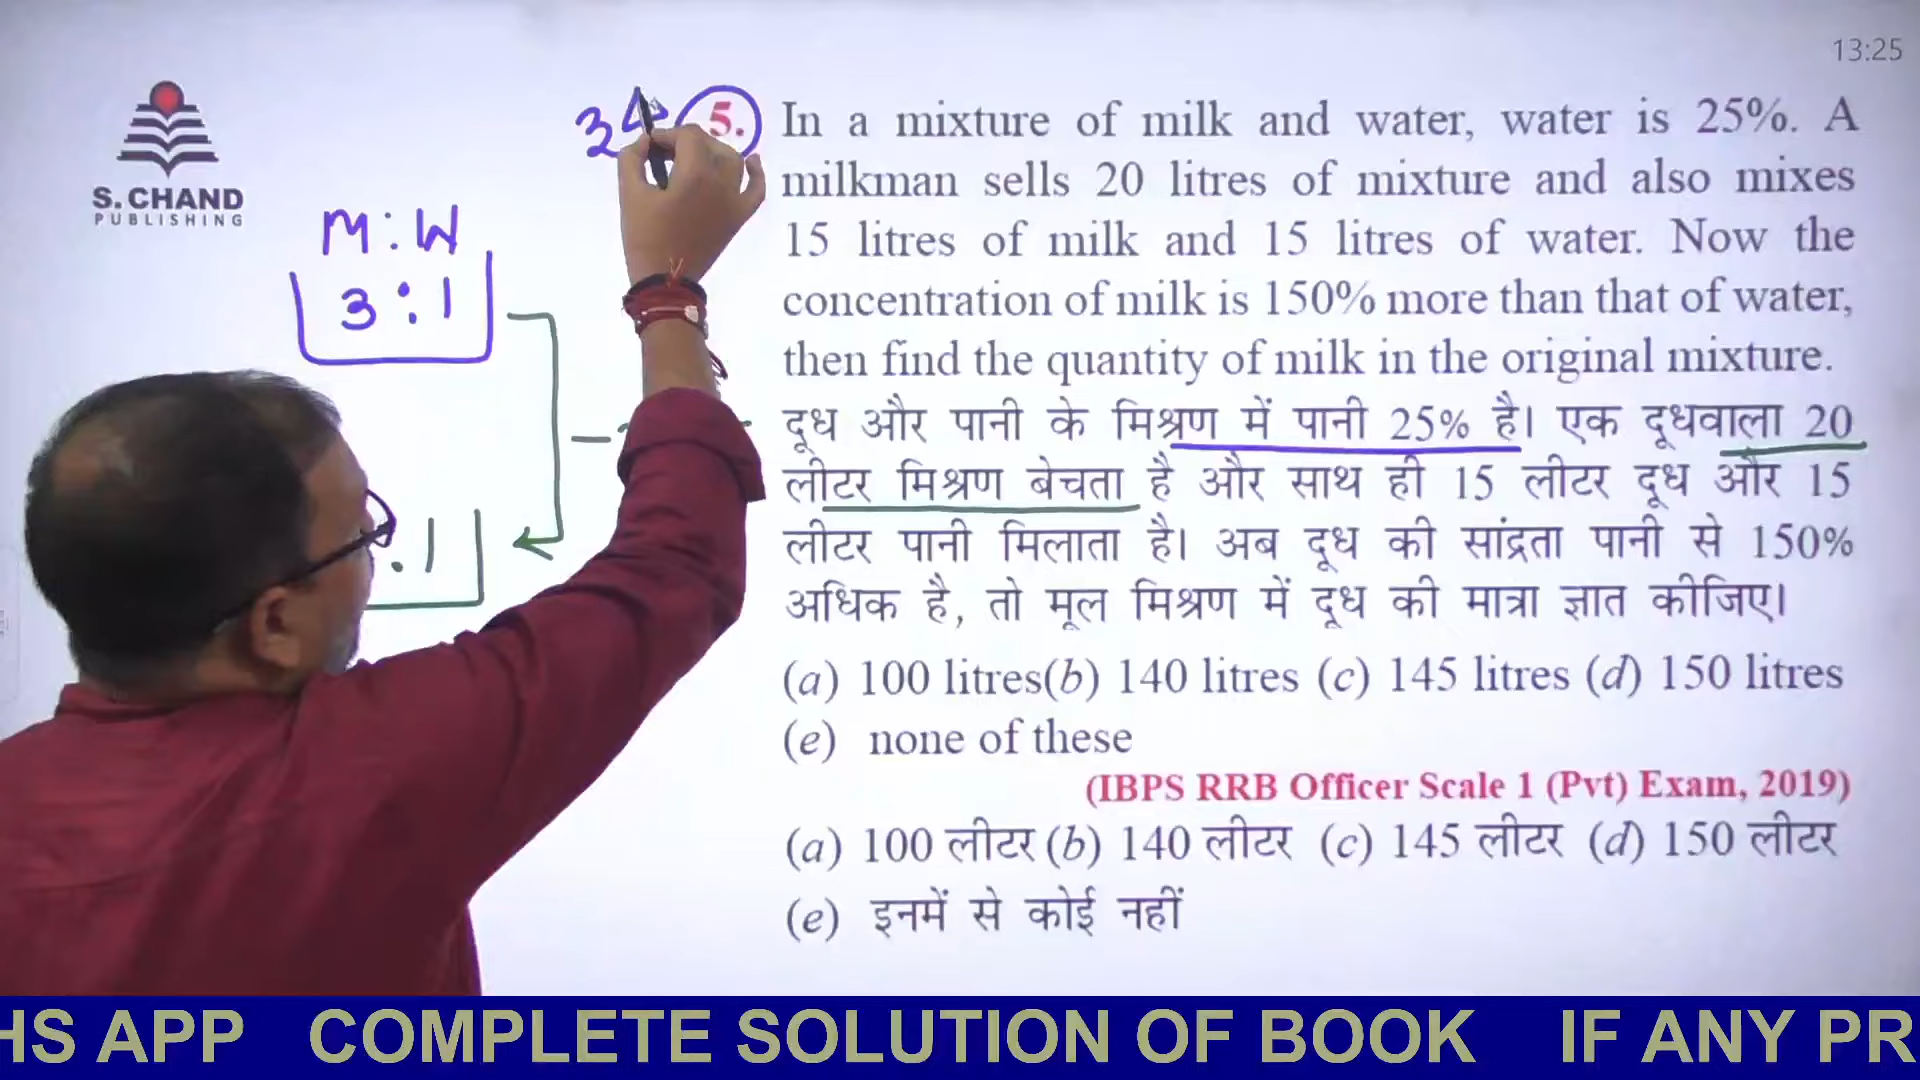 13:25
S. CHAND
PUBLISHING
M : W
3 : 1
34
5. In a mixture of milk and water, water is 25%. A
milkman sells 20 litres of mixture and also mixes
15 litres of milk and 15 litres of water. Now the
concentration of milk is 150% more than that of water,
then find the quantity of milk in the original mixture.
दूध और पानी के मिश्रण में पानी 25% है। एक दूधवाला 20
लीटर मिश्रण बेचता है और साथ ही 15 लीटर दूध और 15
लीटर पानी मिलाता है। अब दूध की सांद्रता पानी से 150%
अधिक है, तो मूल मिश्रण में दूध की मात्रा ज्ञात कीजिए।
(a) 100 litres(b) 140 litres (c) 145 litres (d) 150 litres
(e) none of these
(IBPS RRB Officer Scale 1 (Pvt) Exam, 2019)
(a) 100 लीटर (b) 140 लीटर (c) 145 लीटर (d) 150 लीटर
(e) इनमें से कोई नहीं
HS APP COMPLETE SOLUTION OF BOOK IF ANY PR